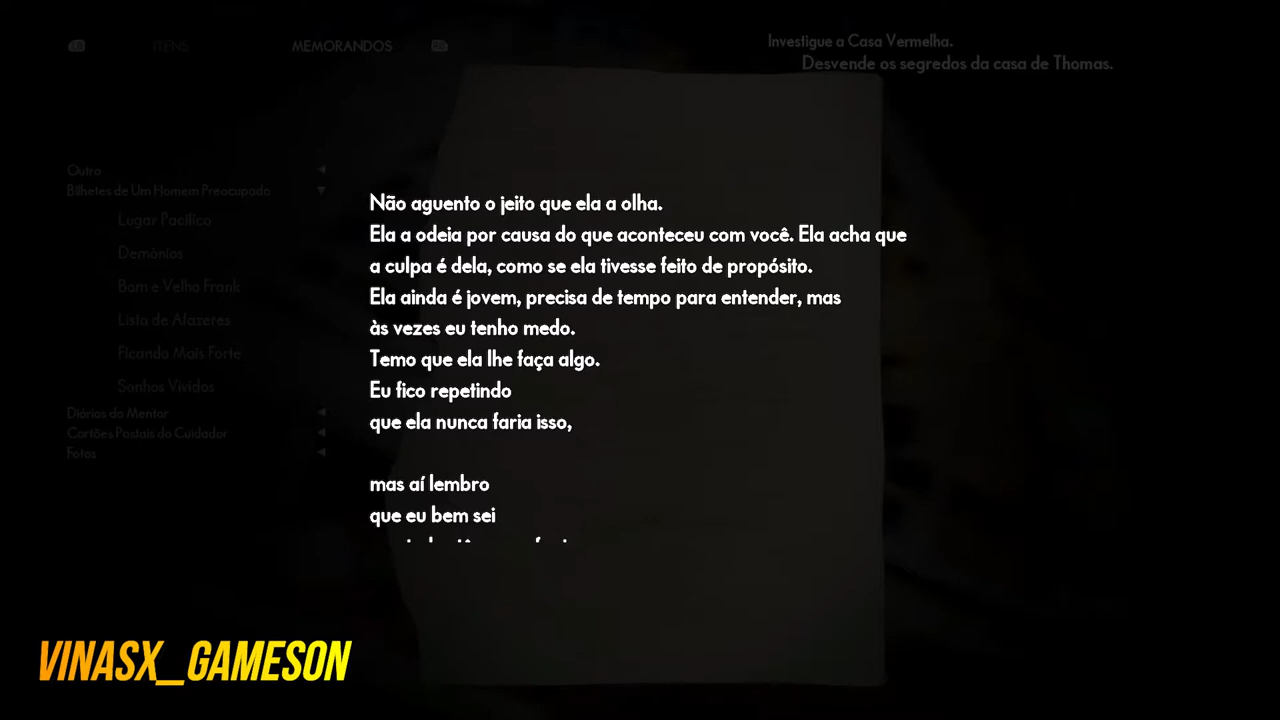 ITENS
MEMORANDOS
Investigue a Casa Vermelha.
Desvende os segredos da casa de Thomas.
Outro
Bilhetes de Um Homem Preocupado
Lugar Pacífico
Demônios
Bom e Velho Frank
Lista de Afazeres
Ficando Mais Forte
Sonhos Vívidos
Diários do Mentor
Cartões Postais do Cuidador
Fotos
Não aguento o jeito que ela a olha.
Ela a odeia por causa do que aconteceu com você. Ela acha que
a culpa é dela, como se ela tivesse feito de propósito.
Ela ainda é jovem, precisa de tempo para entender, mas
às vezes eu tenho medo.
Temo que ela lhe faça algo.
Eu fico repetindo
que ela nunca faria isso,
mas aí lembro
que eu bem sei
VINASX_GAMESON